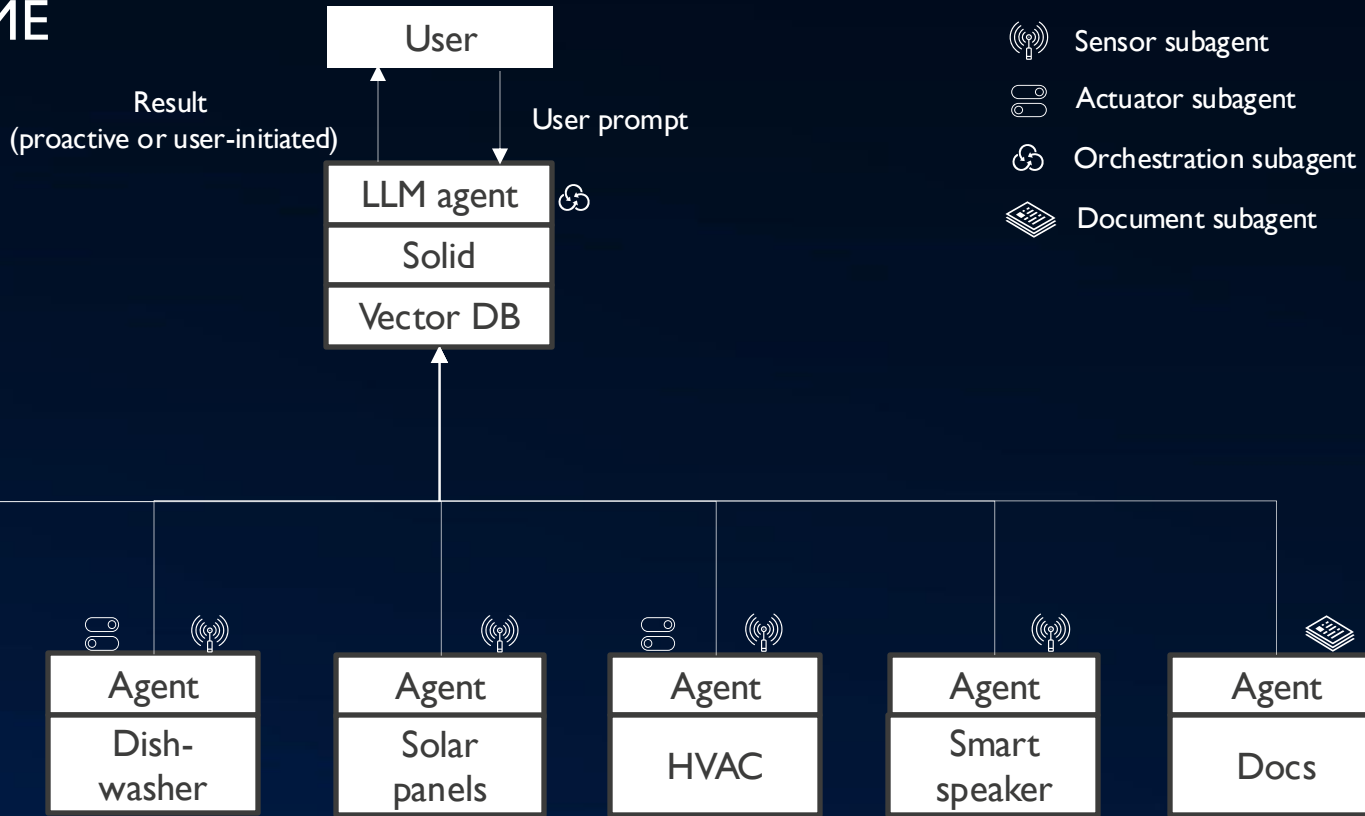 ME
User
Result
(proactive or user-initiated)
User prompt
LLM agent
Solid
Vector DB
Sensor subagent
Actuator subagent
Orchestration subagent
Document subagent
Agent
Dish-
washer
Agent
Solar
panels
Agent
HVAC
Agent
Smart
speaker
Agent
Docs